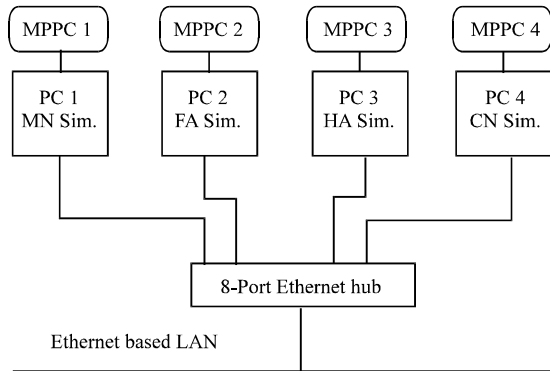 MPPC 1
MPPC 2
MPPC 3
MPPC 4
PC 1
MN Sim.
PC 2
FA Sim.
PC 3
HA Sim.
PC 4
CN Sim.
8-Port Ethernet hub
Ethernet based LAN